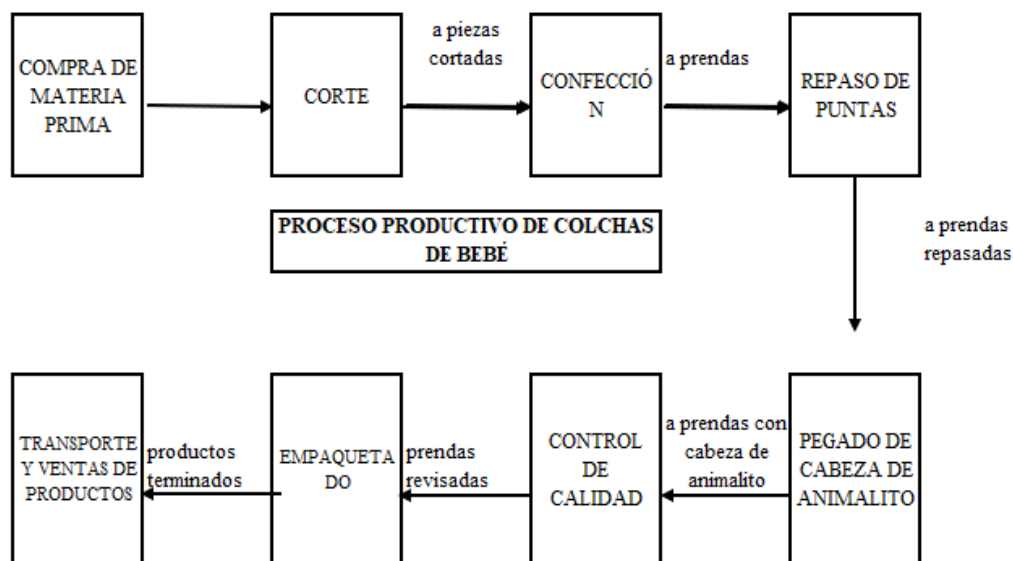 COMPRA DE
MATERIA
PRIMA
CORTE
a piezas
cortadas
CONFECCIÓ
N
a prendas
REPASO DE
PUNTAS
PROCESO PRODUCTIVO DE COLCHAS
DE BEBÉ
a prendas
repasadas
TRANSPORTE
Y VENTAS DE
PRODUCTOS
productos
terminados
EMPAQUETA
DO
prendas
revisadas
CONTROL
DE
CALIDAD
a prendas con
cabeza de
animalito
PEGADO DE
CABEZA DE
ANIMALITO